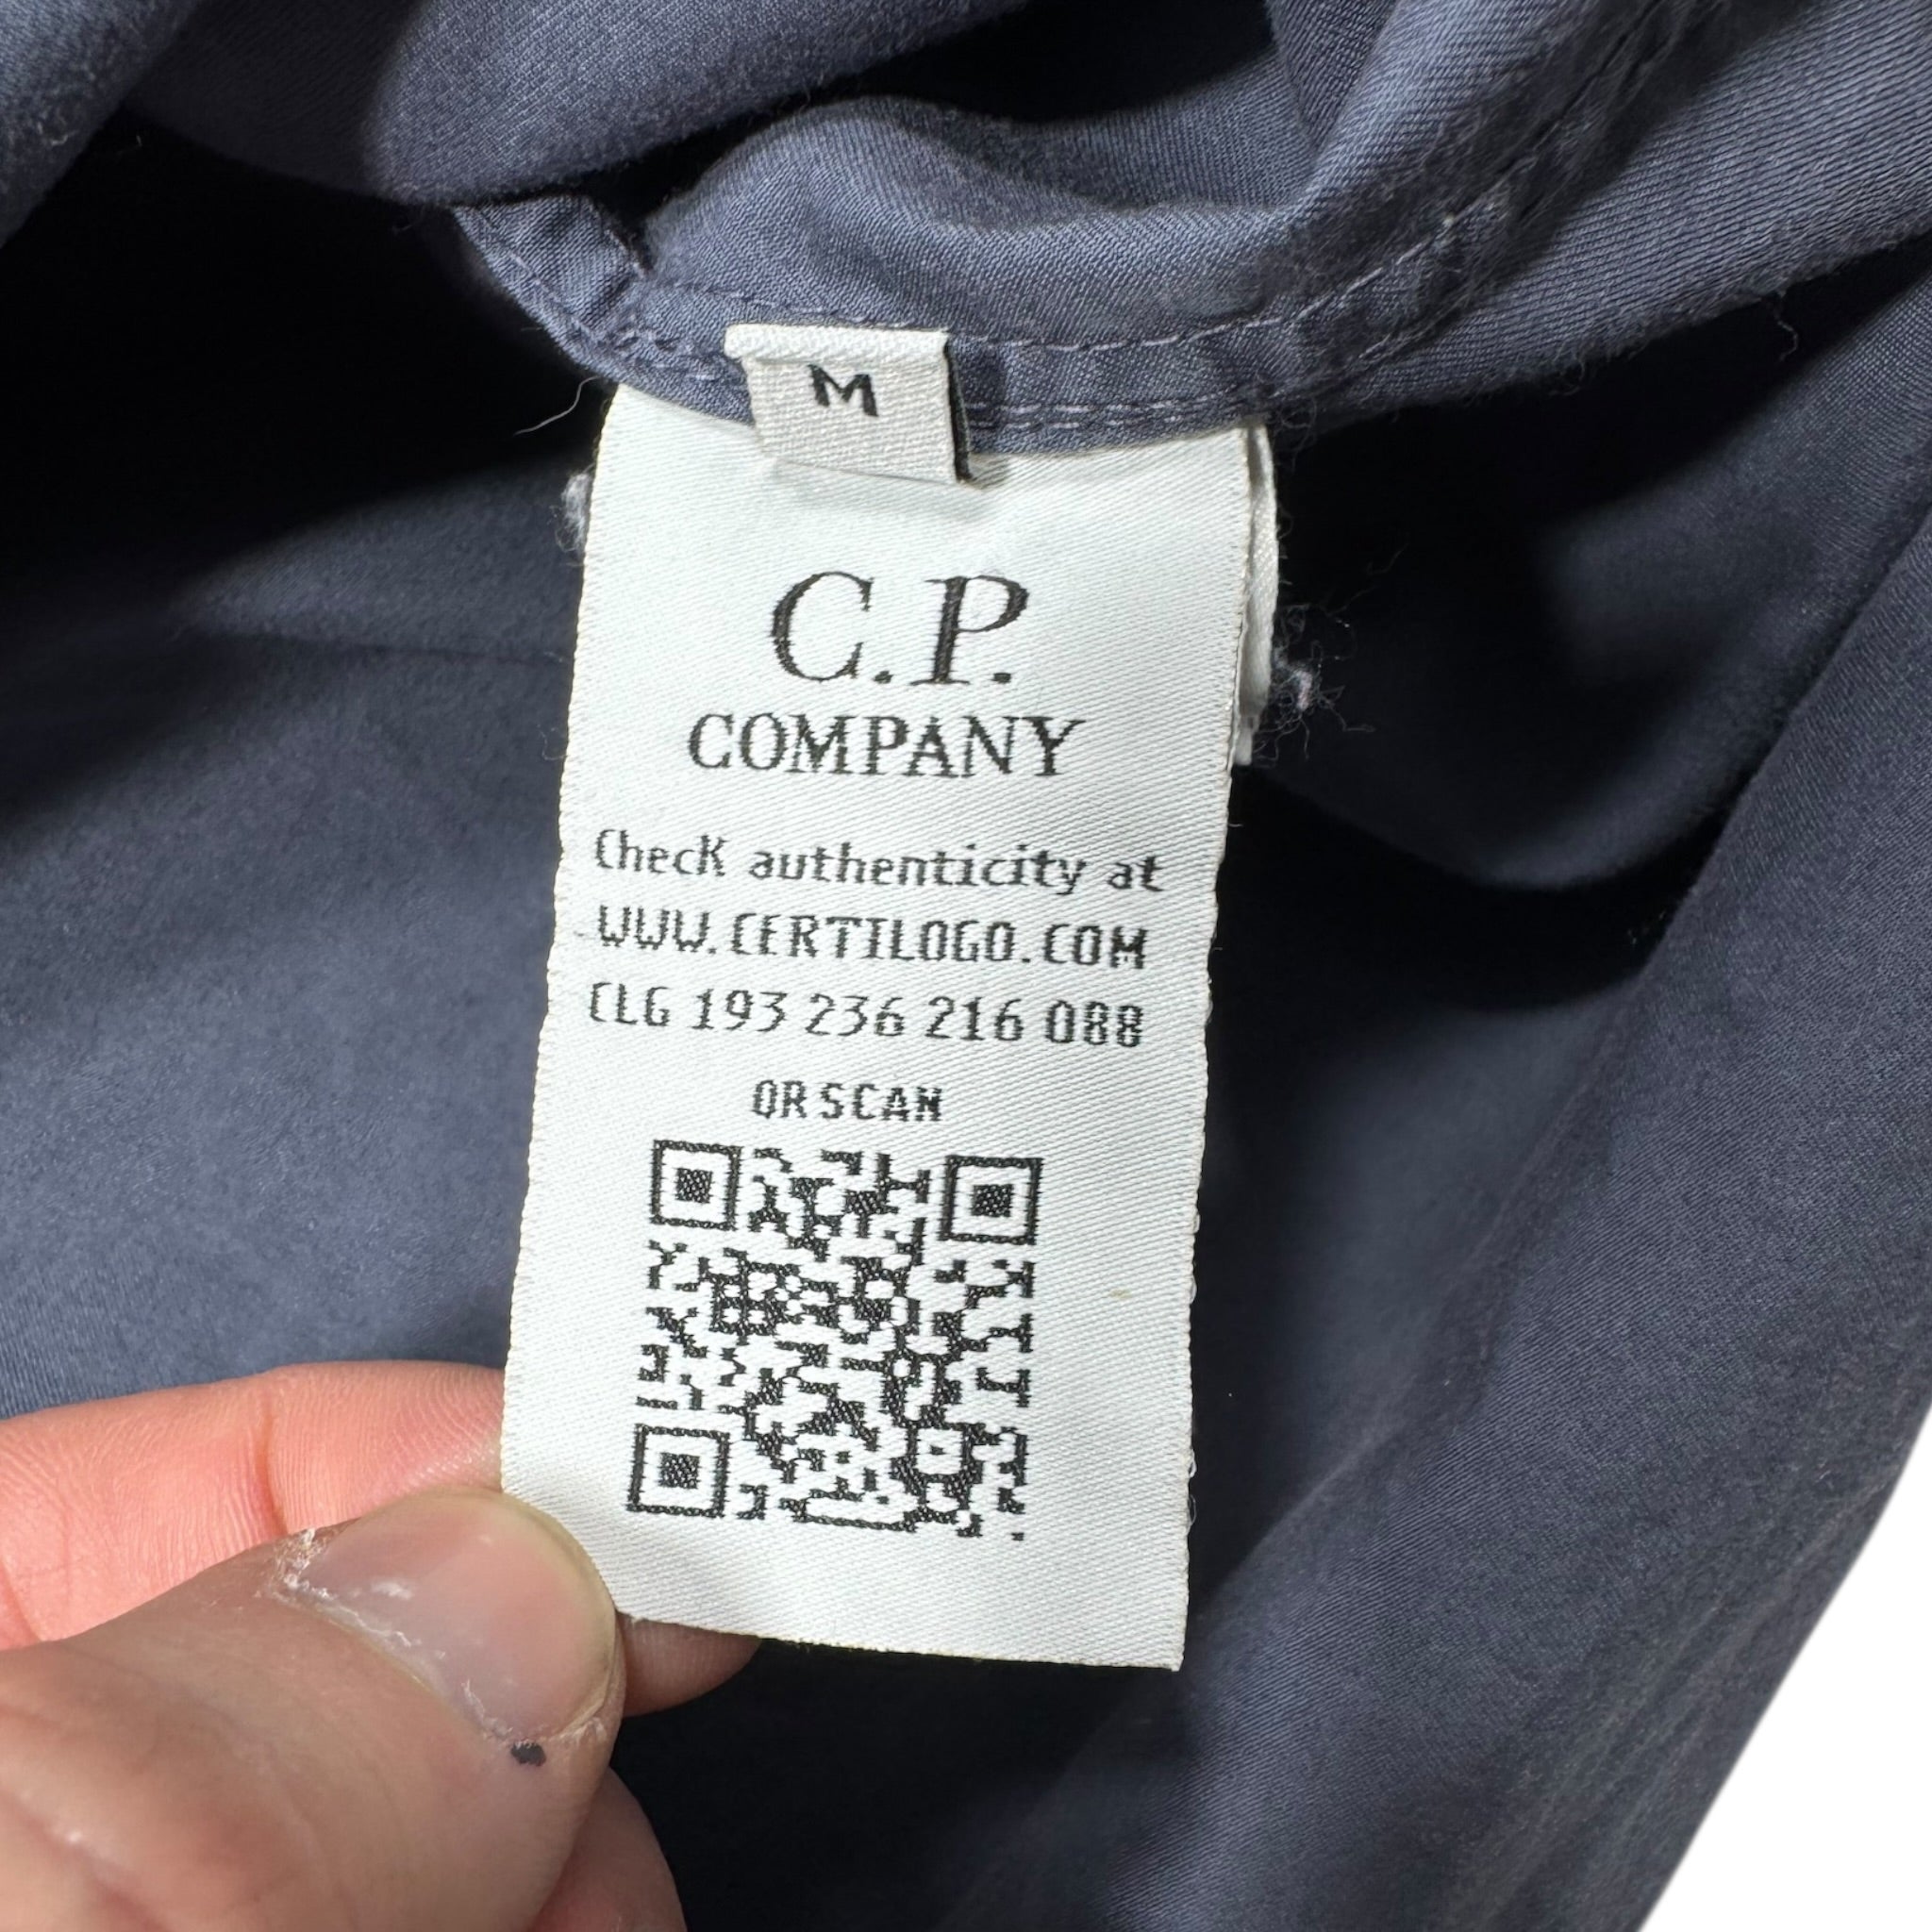 M
C.P.
COMPANY
Check authenticity at
WWW.CERTILOGO.COM
CLG 193 236 216 088
OR SCAN